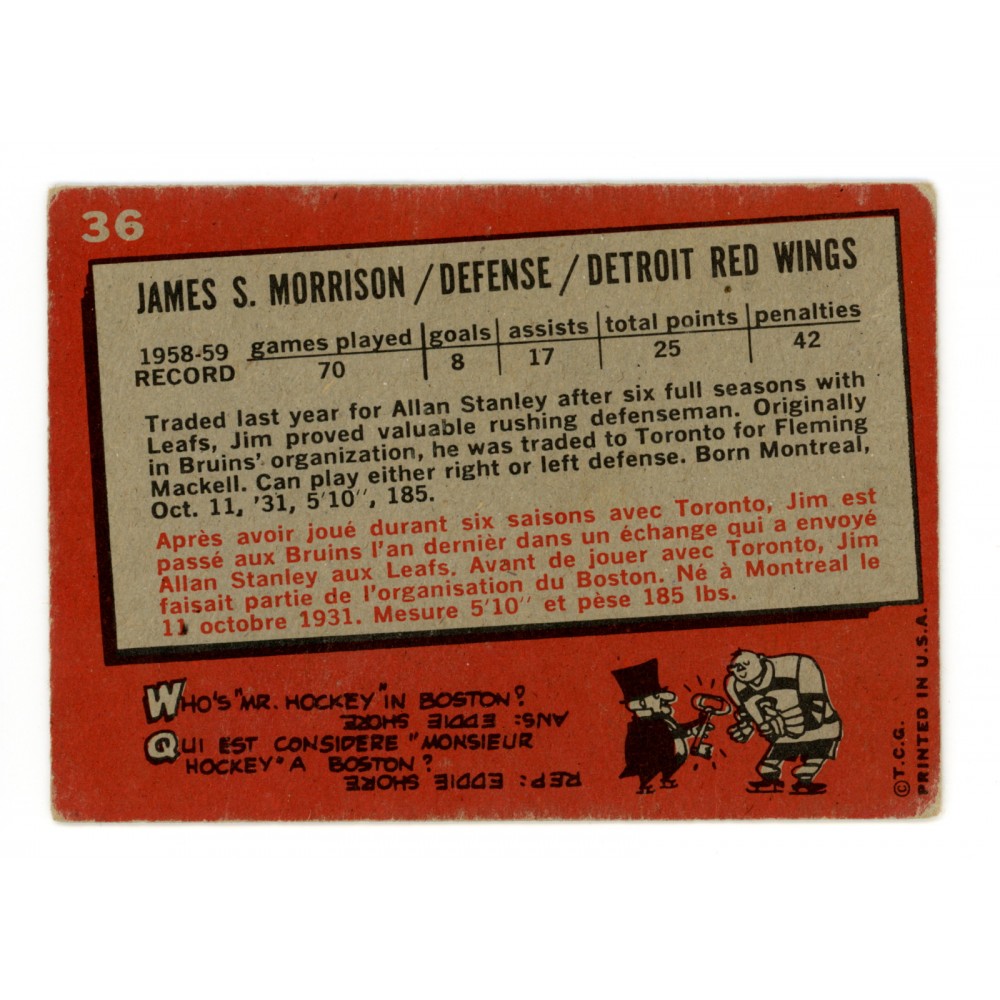 36
JAMES S. MORRISON / DEFENSE / DETROIT RED WINGS
1958-59 RECORD games played goals assists total points penalties
70 8 17 25 42
Traded last year for Allan Stanley after six full seasons with
Leafs, Jim proved valuable rushing defenseman. Originally
in Bruins' organization, he was traded to Toronto for Fleming
Mackell. Can play either right or left defense. Born Montreal,
Oct. 11, '31, 5'10", 185.
Après avoir joué durant six saisons avec Toronto, Jim est
passé aux Bruins l'an dernièr dans un échange qui a envoyé
Allan Stanley aux Leafs. Avant de jouer avec Toronto, Jim
faisait partie de l'organisation du Boston. Né à Montreal le
11 octobre 1931. Mesure 5'10" et pèse 185 lbs.
WHO'S "MR. HOCKEY" IN BOSTON?
ANS: EDDIE SHORE
QUI EST CONSIDERE "MONSIEUR
HOCKEY" A BOSTON?
REP: EDDIE SHORE
© T.C.G.
PRINTED IN U.S.A.